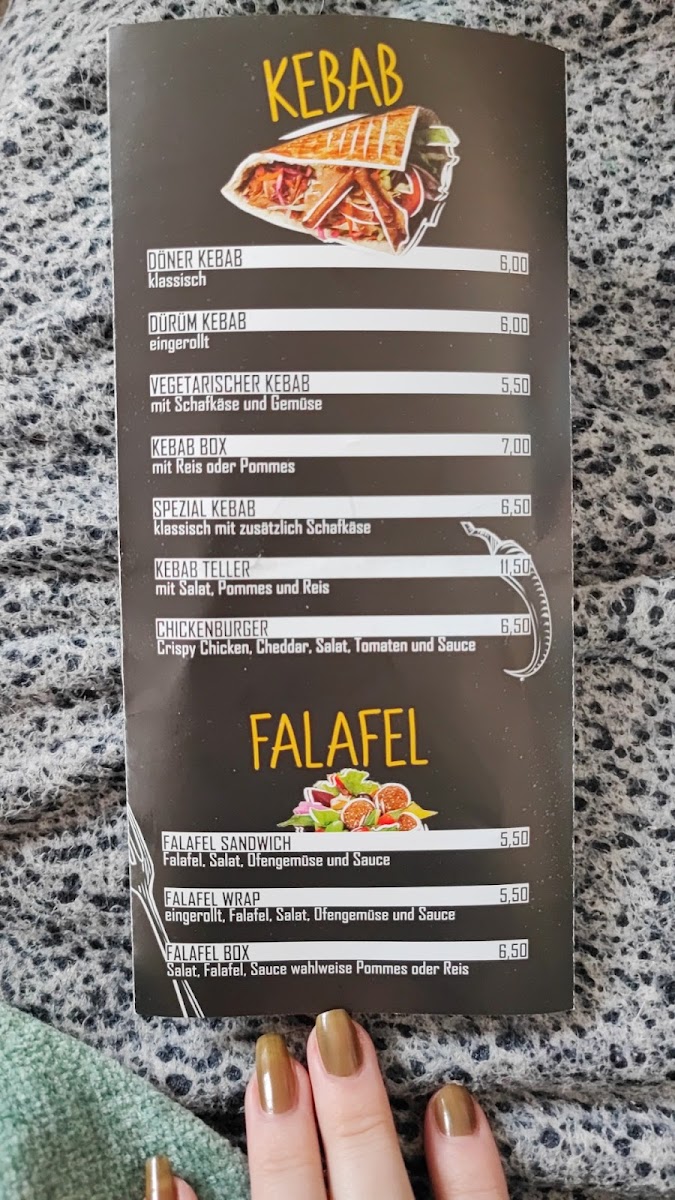 KEBAB
DÖNER KEBAB 6,00
klassisch
DÜRÜM KEBAB 6,00
eingerollt
VEGETARISCHER KEBAB 5,50
mit Schafkäse und Gemüse
KEBAB BOX 7,00
mit Reis oder Pommes
SPEZIAL KEBAB 6,50
klassisch mit zusätzlich Schafkäse
KEBAB TELLER 11,50
mit Salat, Pommes und Reis
CHICKENBURGER 6,50
Crispy Chicken, Cheddar, Salat, Tomaten und Sauce
FALAFEL
FALAFEL SANDWICH 5,50
Falafel, Salat, Ofengemüse und Sauce
FALAFEL WRAP 5,50
eingerollt, Falafel, Salat, Ofengemüse und Sauce
FALAFEL BOX 6,50
Salat, Falafel, Sauce wahlweise Pommes oder Reis